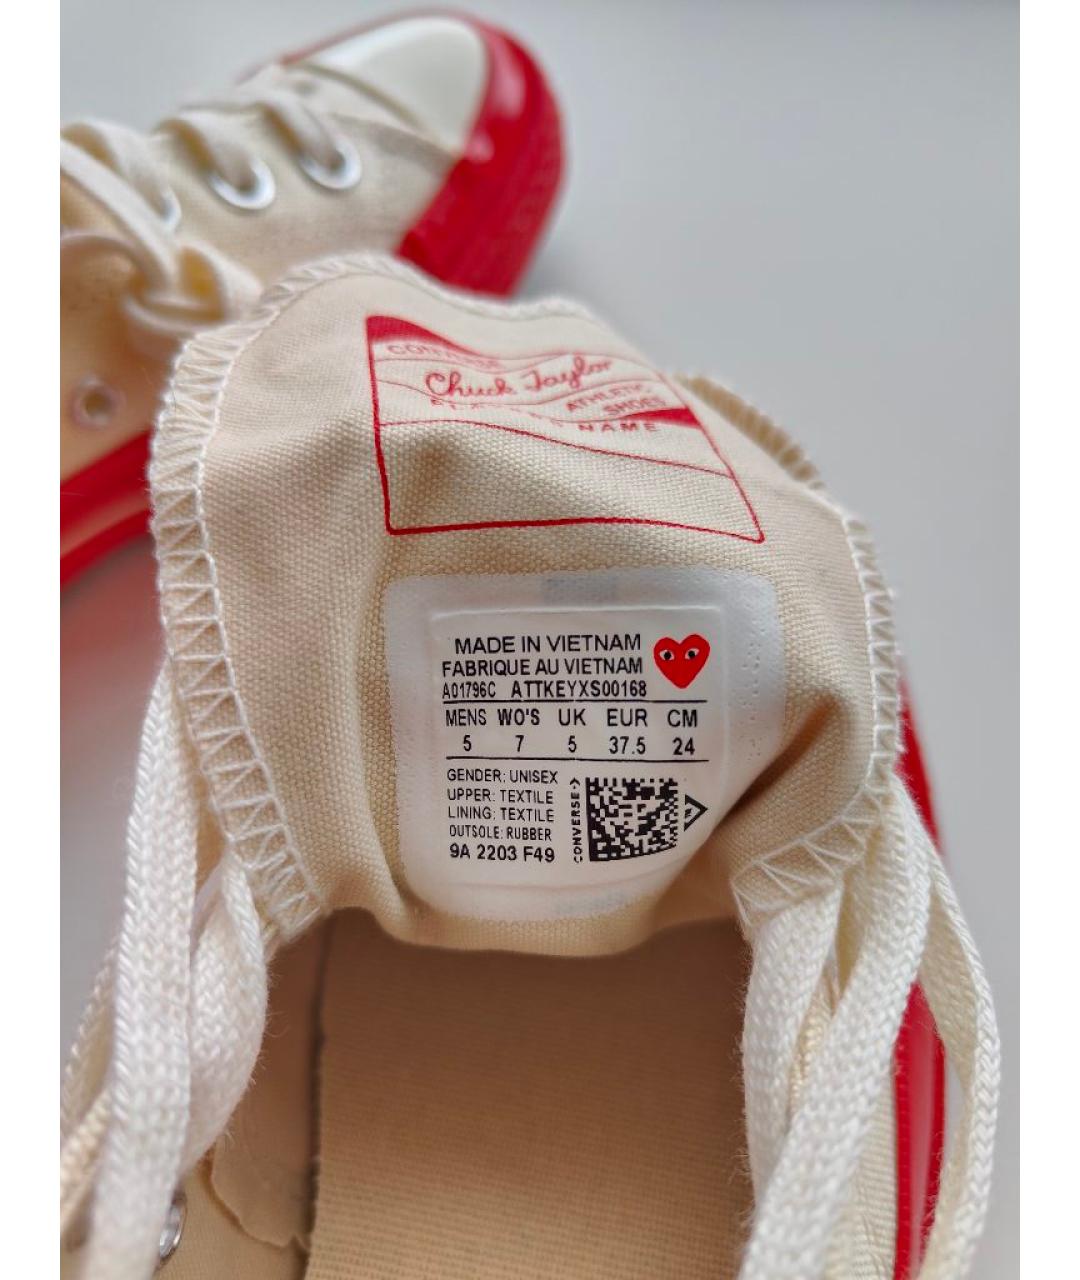 CONVERSE
Chuck Taylor
ATHLETIC
SHOES
NAME
MADE IN VIETNAM
FABRIQUE AU VIETNAM
A01796C ATTKEYXS00168
MENS WO'S UK EUR CM
5 7 5 37.5 24
GENDER: UNISEX
UPPER: TEXTILE
LINING: TEXTILE
OUTSOLE: RUBBER
9A 2203 F49
CONVERSE